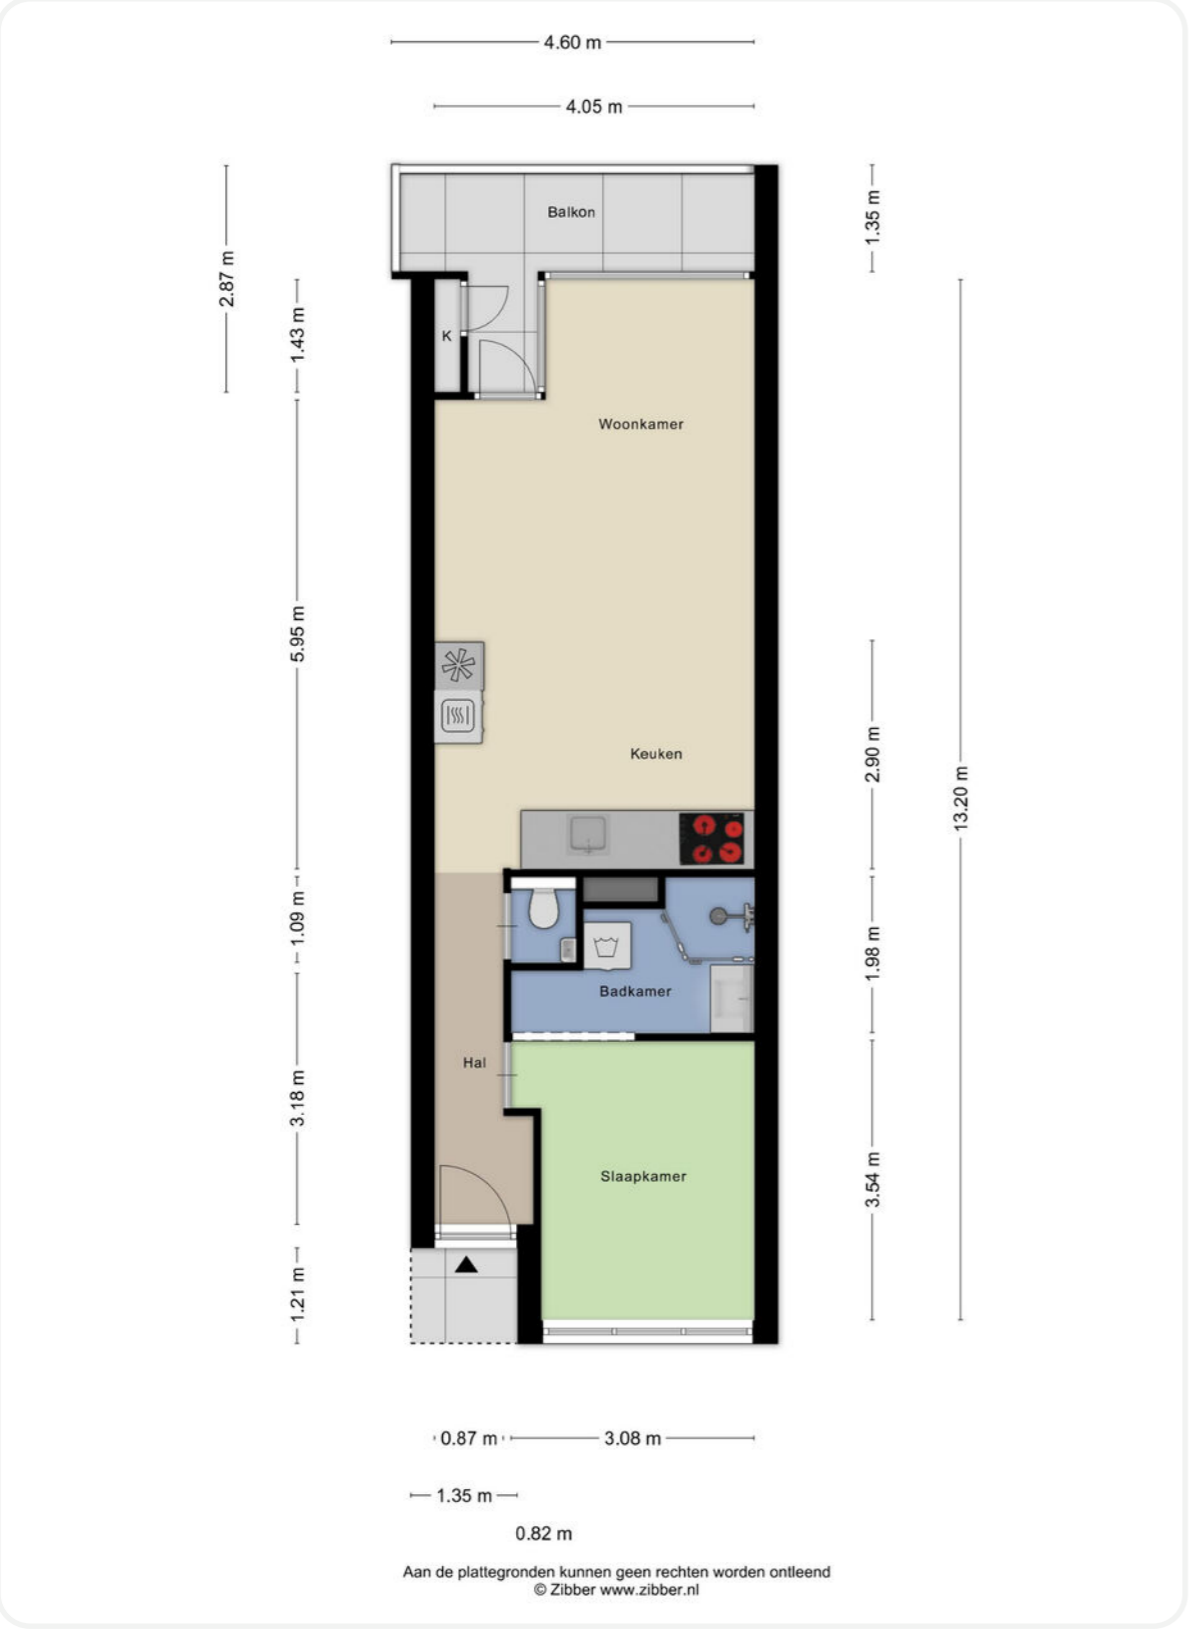 4.60 m
4.05 m
Balkon
1.35 m
2.87 m
1.43 m
K
Woonkamer
5.95 m
Keuken
2.90 m
13.20 m
1.09 m
1.98 m
Badkamer
Hal
3.18 m
Slaapkamer
3.54 m
1.21 m
0.87 m
3.08 m
1.35 m
0.82 m
Aan de plattegronden kunnen geen rechten worden ontleend
© Zibber www.zibber.nl